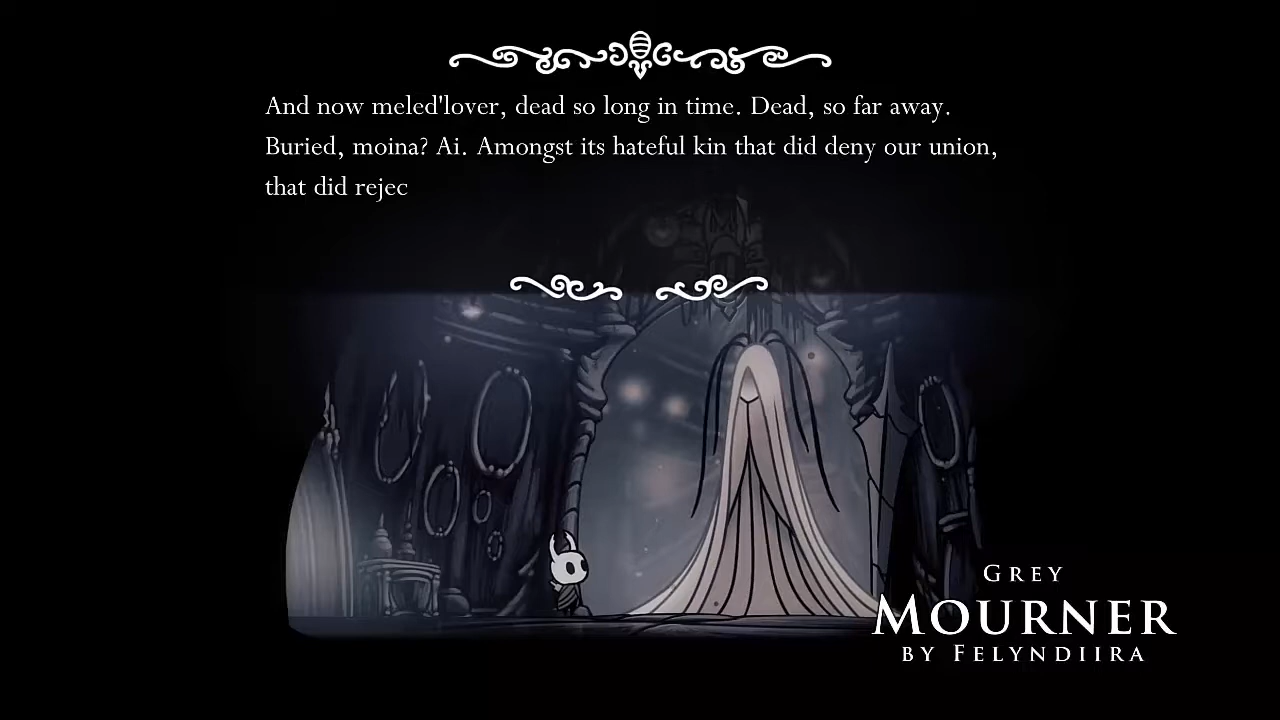 And now meled'lover, dead so long in time. Dead, so far away.
Buried, moina? Ai. Amongst its hateful kin that did deny our union,
that did rejec
GREY
MOURNER
BY FELYNDIIRA